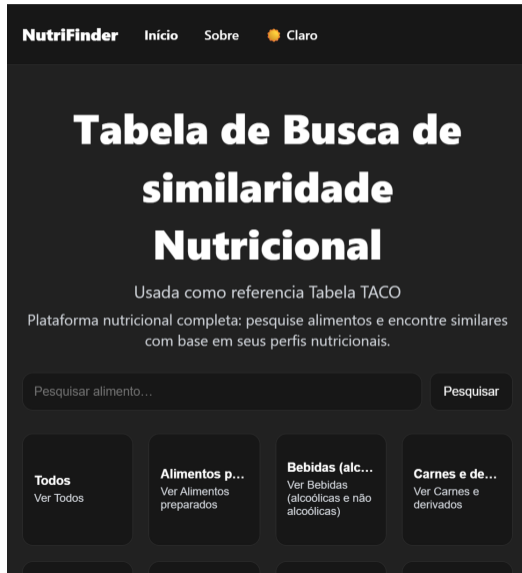 NutriFinder Início Sobre Claro
Tabela de Busca de
similaridade
Nutricional
Usada como referencia Tabela TACO
Plataforma nutricional completa: pesquise alimentos e encontre similares
com base em seus perfis nutricionais.
Pesquisar alimento... Pesquisar
Todos
Ver Todos
Alimentos p...
Ver Alimentos
preparados
Bebidas (alc...
Ver Bebidas
(alcoólicas e não
alcoólicas)
Carnes e de...
Ver Carnes e
derivados